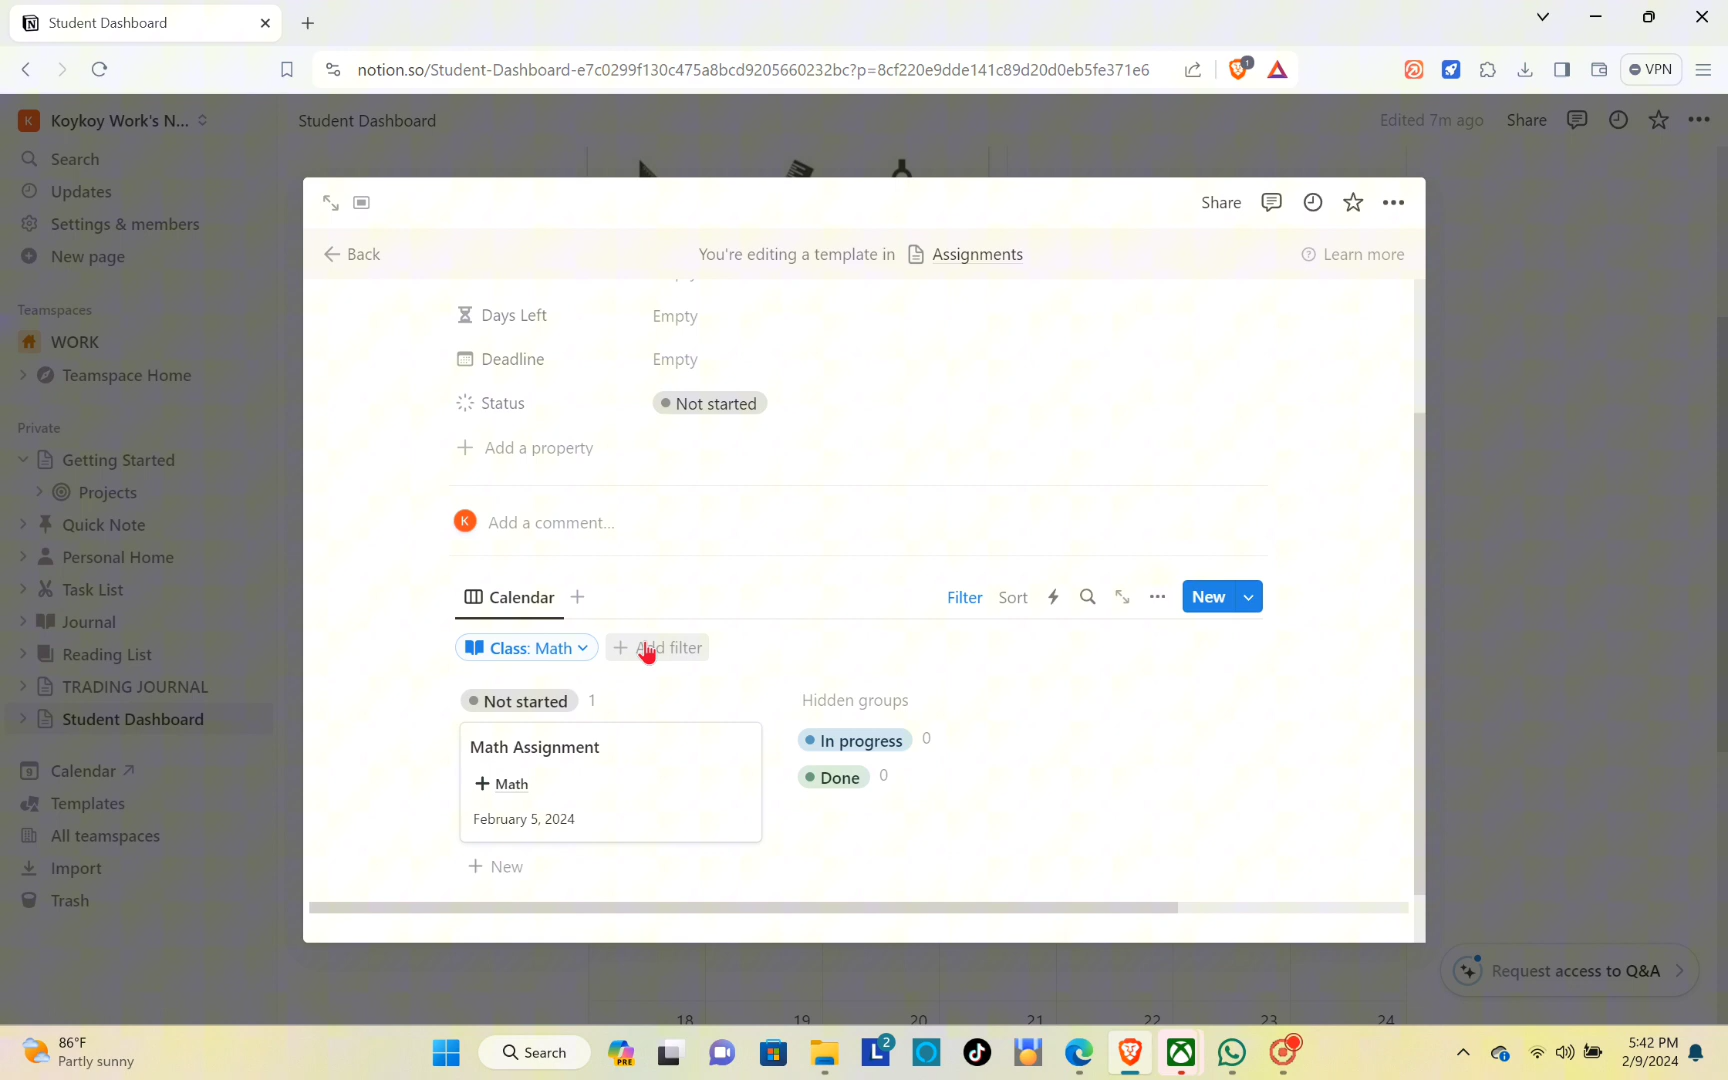 Student Dashboard
notion.so/Student-Dashboard-e7c0299f130c475a8bcd9205660232bc?p=8cf220e9dde141c89d20d0eb5fe371e6
1
VPN
K Koykoy Work's N...
Student Dashboard
Edited 7m ago
Share
Search
Updates
Settings & members
New page
Teamspaces
WORK
Teamspace Home
Private
Getting Started
Projects
Quick Note
Personal Home
Task List
Journal
Reading List
TRADING JOURNAL
Student Dashboard
9 Calendar
Templates
All teamspaces
Import
Trash
Share
Back
You're editing a template in Assignments
Learn more
Days Left Empty
Deadline Empty
Status Not started
Add a property
K Add a comment...
Calendar
Filter Sort
New
Class: Math
Add filter
Not started 1
Hidden groups
Math Assignment
In progress 0
Math
Done 0
February 5, 2024
New
Request access to Q&A
18 19 20 21 22 23 24
86°F
Partly sunny
Search
PRE
L 2
5:42 PM
2/9/2024